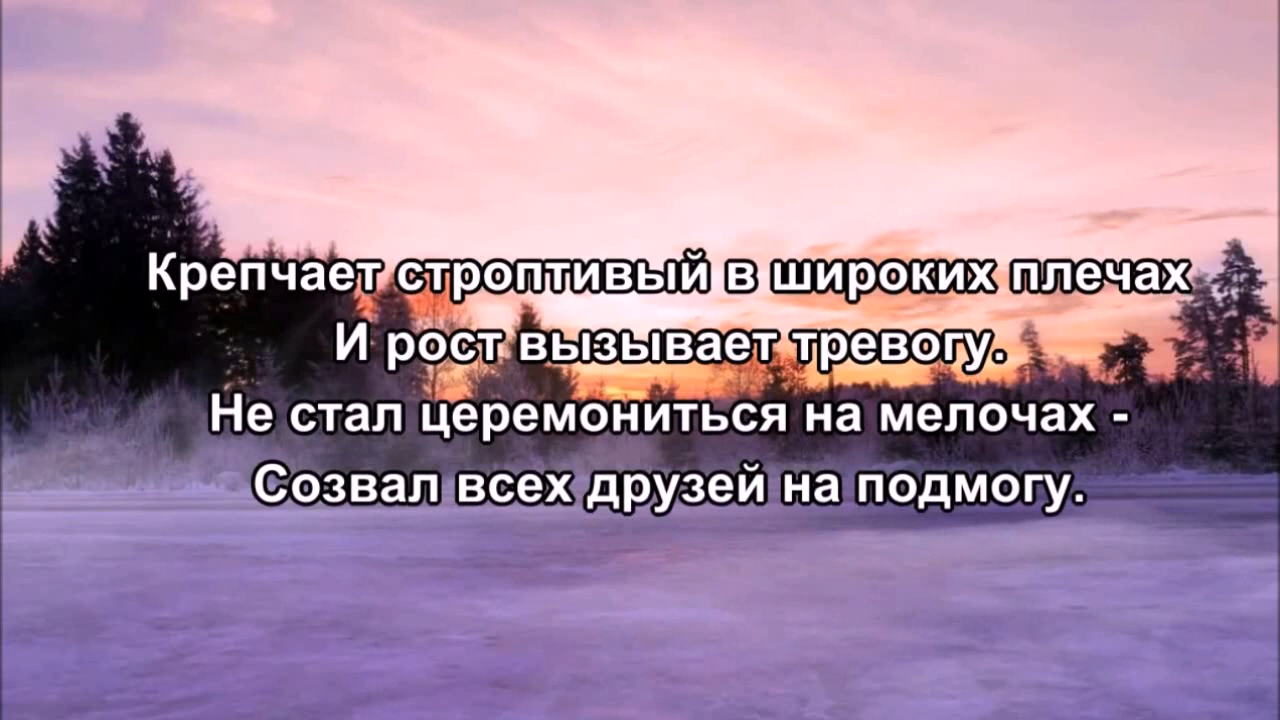 Крепчает строптивый в широких плечах
И рост вызывает тревогу.
Не стал церемониться на мелочах -
Созвал всех друзей на подмогу.